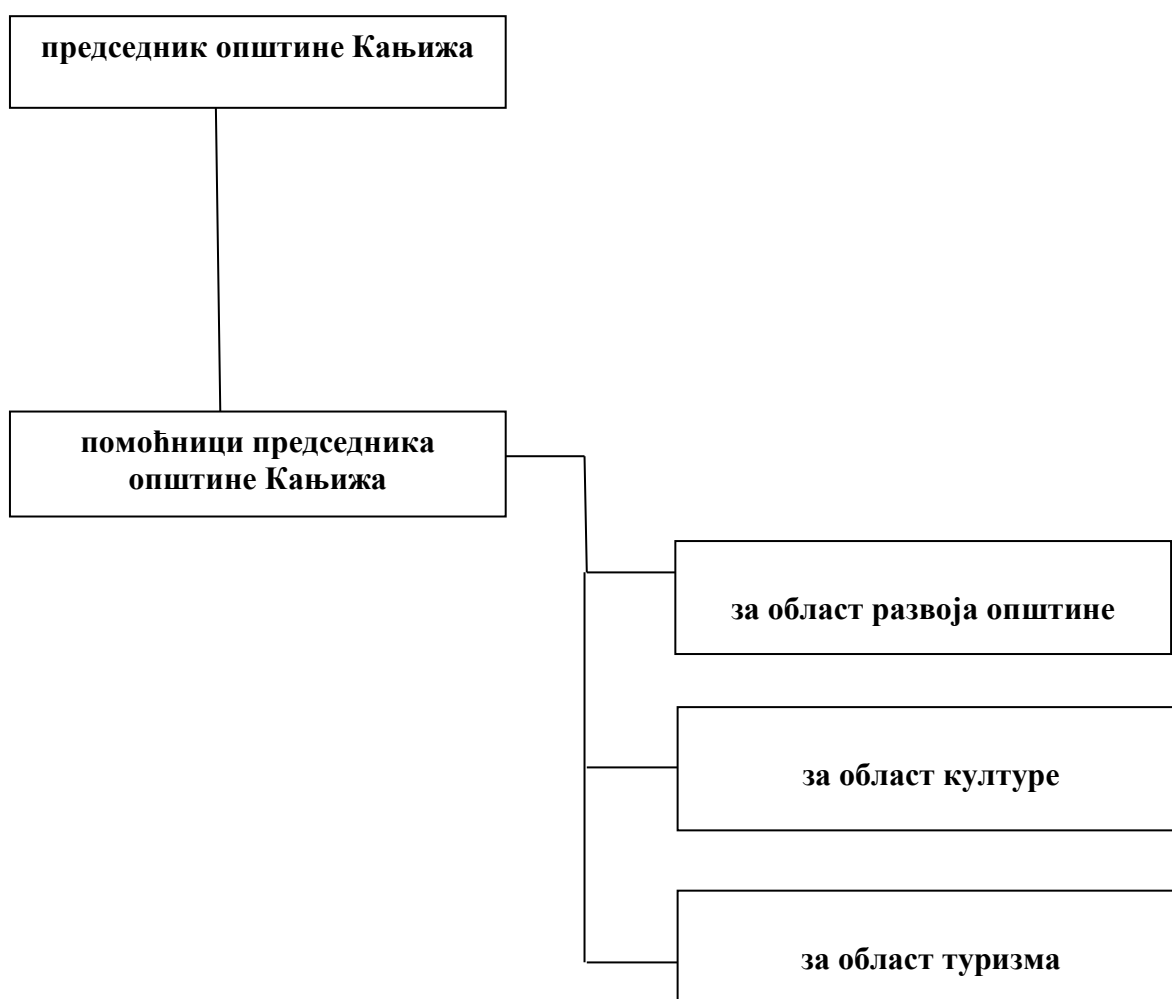 председник општине Кањижа
помоћници председника
општине Кањижа
за област развоја општине
за област културе
за област туризма